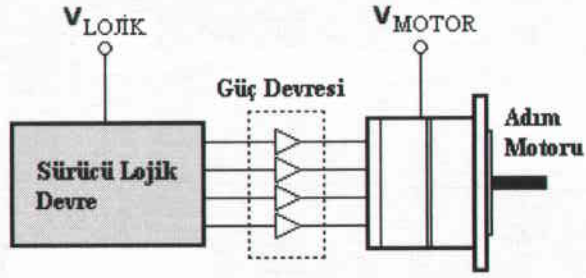 VLOJİK
VMOTOR
Güç Devresi
Sürücü Lojik
Devre
Adım
Motoru